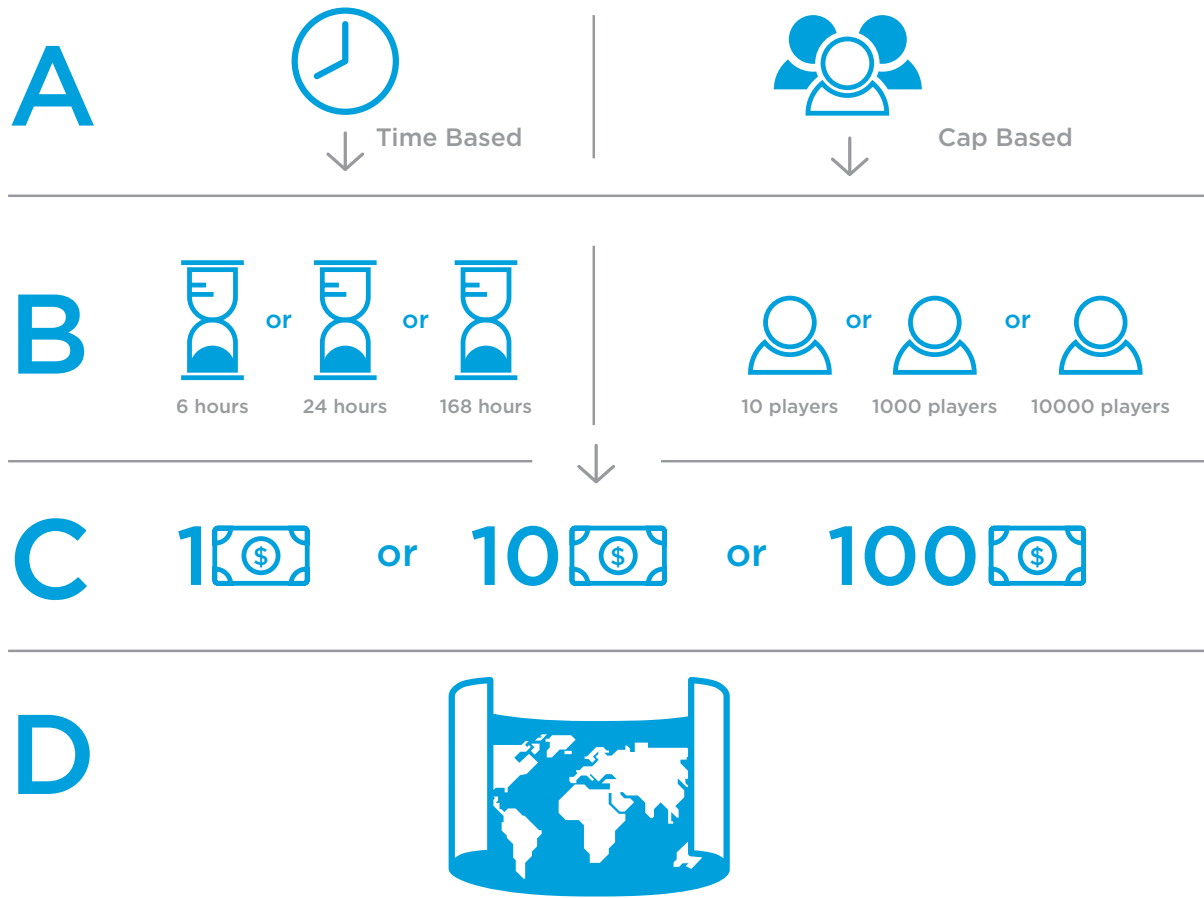 A
Time Based
Cap Based
B
or
or
or
or
6 hours
24 hours
168 hours
10 players
1000 players
10000 players
C
1 $ or 10 $ or 100 $
D